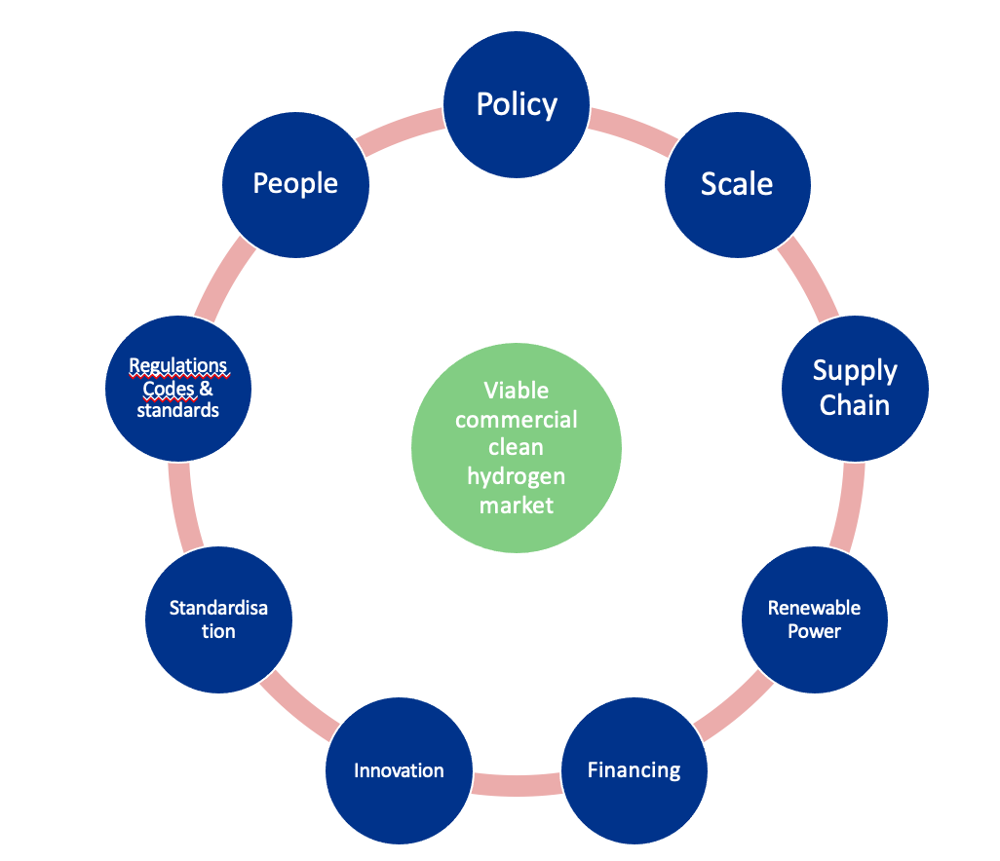 Policy
Scale
Supply
Chain
Renewable
Power
Financing
Innovation
Standardisa
tion
Regulations
Codes &
standards
People
Viable
commercial
clean
hydrogen
market